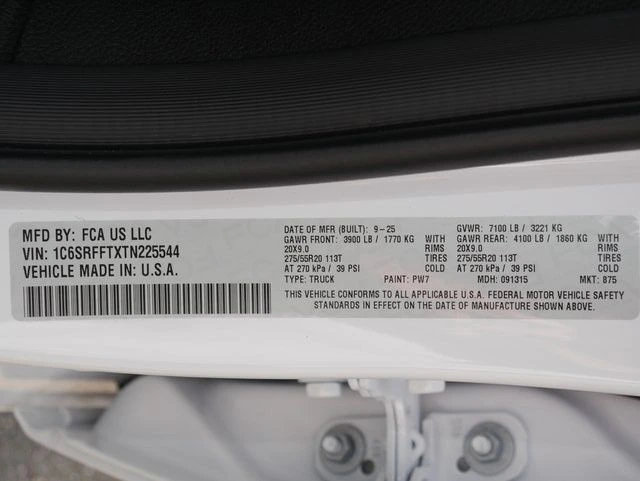 MFD BY: FCA US LLC
VIN: 1C6SRFFTXTN225544
VEHICLE MADE IN U.S.A.
DATE OF MFR (BUILT): 9-25
GAWR FRONT: 3900 LB / 1770 KG WITH
20X9.0 RIMS
275/55R20 113T TIRES
AT 270 kPa / 39 PSI COLD
TYPE: TRUCK PAINT: PW7
GVWR: 7100 LB / 3221 KG
GAWR REAR: 4100 LB / 1860 KG WITH
20X9.0 RIMS
275/55R20 113T TIRES
AT 270 kPa / 39 PSI COLD
MDH: 091315 MKT: 875
THIS VEHICLE CONFORMS TO ALL APPLICABLE U.S.A. FEDERAL MOTOR VEHICLE SAFETY
STANDARDS IN EFFECT ON THE DATE OF MANUFACTURE SHOWN ABOVE.